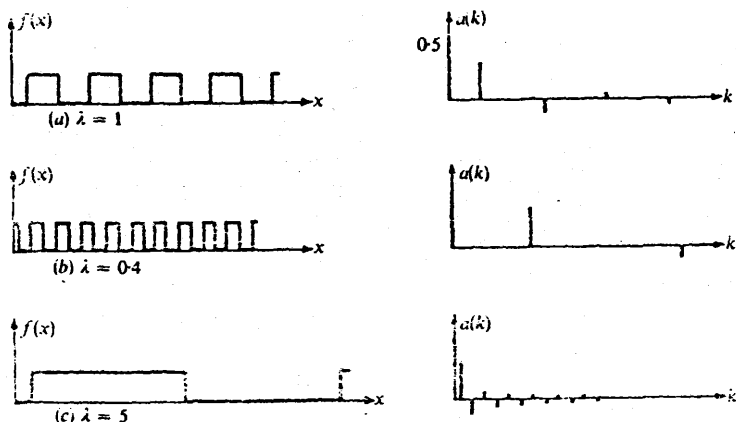 f(x)
a(k)
0·5
x
k
(a) λ = 1
f(x)
a(k)
x
k
(b) λ = 0·4
f(x)
a(k)
x
k
(c) λ = 5